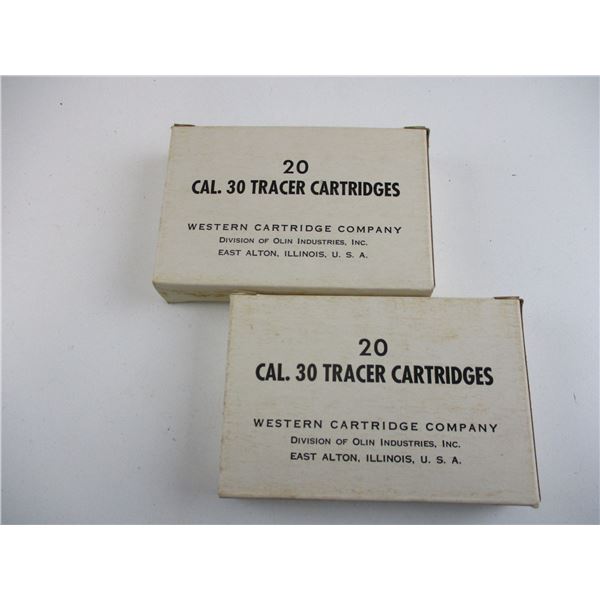 20
CAL. 30 TRACER CARTRIDGES
WESTERN CARTRIDGE COMPANY
DIVISION OF OLIN INDUSTRIES, INC.
EAST ALTON, ILLINOIS, U. S. A.
20
CAL. 30 TRACER CARTRIDGES
WESTERN CARTRIDGE COMPANY
DIVISION OF OLIN INDUSTRIES, INC.
EAST ALTON, ILLINOIS, U. S. A.